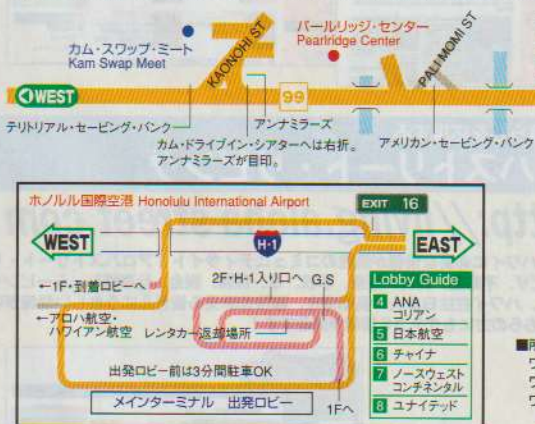 カム・スワップ・ミート
Kam Swap Meet
KAONOHI ST
パールリッジ・センター
Pearlridge Center
PALI MOMI ST
WEST
99
テリトリアル・セービング・バンク
アンナミラーズ
カム・ドライブイン・シアターへは右折。
アンナミラーズが目印。
アメリカン・セービング・バンク
ホノルル国際空港 Honolulu International Airport
EXIT 16
WEST
H-1
EAST
←1F・到着ロビーへ
2F・H-1入り口へ
G.S
←アロハ航空・
ハワイアン航空
レンタカー返却場所
出発ロビー前は3分間駐車OK
メインターミナル 出発ロビー
1Fへ
Lobby Guide
4 ANA
コリアン
5 日本航空
6 チャイナ
7 ノースウェスト
コンチネンタル
8 ユナイテッド